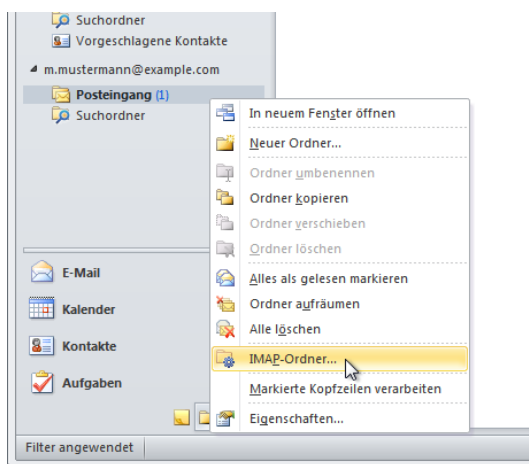 Suchordner
Vorgeschlagene Kontakte
m.mustermann@example.com
Posteingang (1)
Suchordner
In neuem Fenster öffnen
Neuer Ordner...
Ordner umbenennen
Ordner kopieren
Ordner verschieben
Ordner löschen
Alles als gelesen markieren
Ordner aufräumen
Alle löschen
IMAP-Ordner...
Markierte Kopfzeilen verarbeiten
Eigenschaften...
E-Mail
Kalender
Kontakte
Aufgaben
Filter angewendet